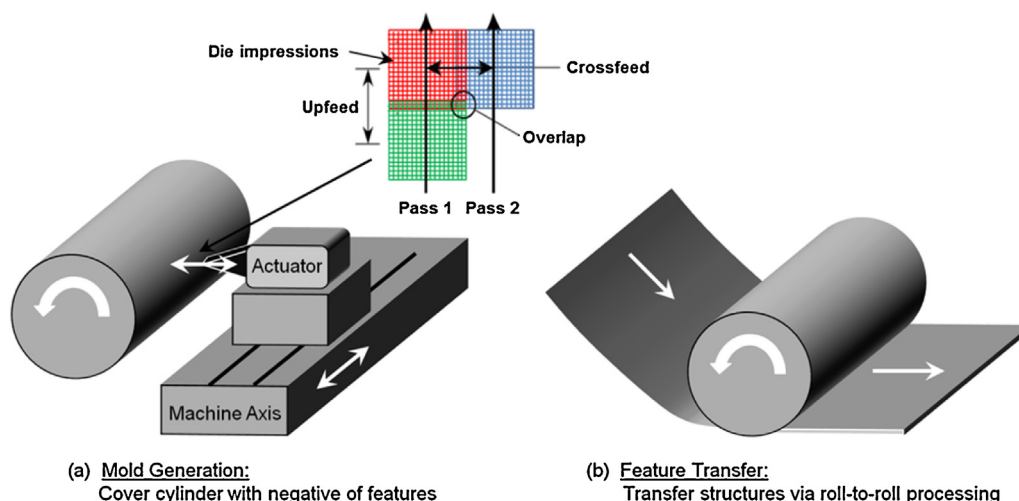 Die impressions
Crossfeed
Upfeed
Overlap
Pass 1 Pass 2
Actuator
Machine Axis
(a) Mold Generation:
Cover cylinder with negative of features
(b) Feature Transfer:
Transfer structures via roll-to-roll processing